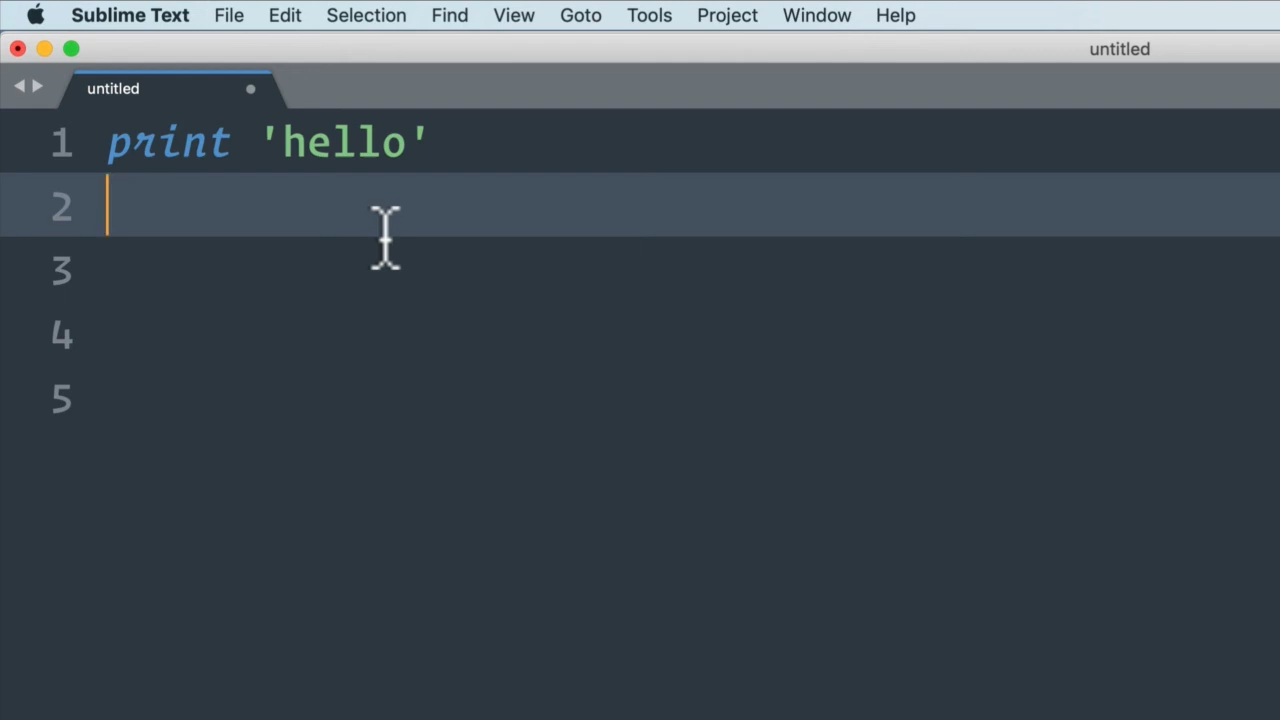 Sublime Text File Edit Selection Find View Goto Tools Project Window Help
untitled
untitled
1 print 'hello'
2
3
4
5